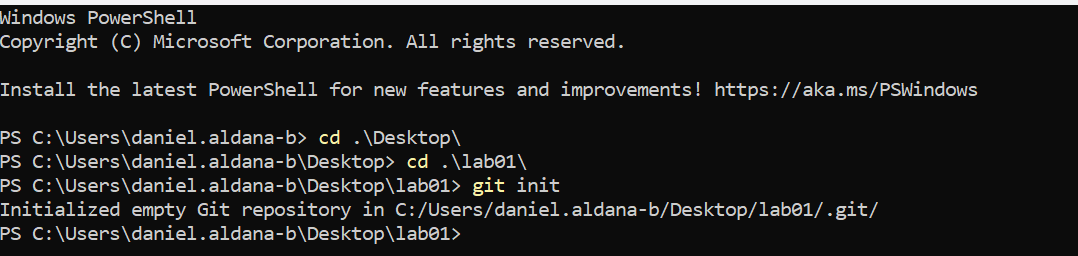 Windows PowerShell
Copyright (C) Microsoft Corporation. All rights reserved.
Install the latest PowerShell for new features and improvements! https://aka.ms/PSWindows
PS C:\Users\daniel.aldana-b> cd .\Desktop\
PS C:\Users\daniel.aldana-b\Desktop> cd .\lab01\
PS C:\Users\daniel.aldana-b\Desktop\lab01> git init
Initialized empty Git repository in C:/Users/daniel.aldana-b/Desktop/lab01/.git/
PS C:\Users\daniel.aldana-b\Desktop\lab01>